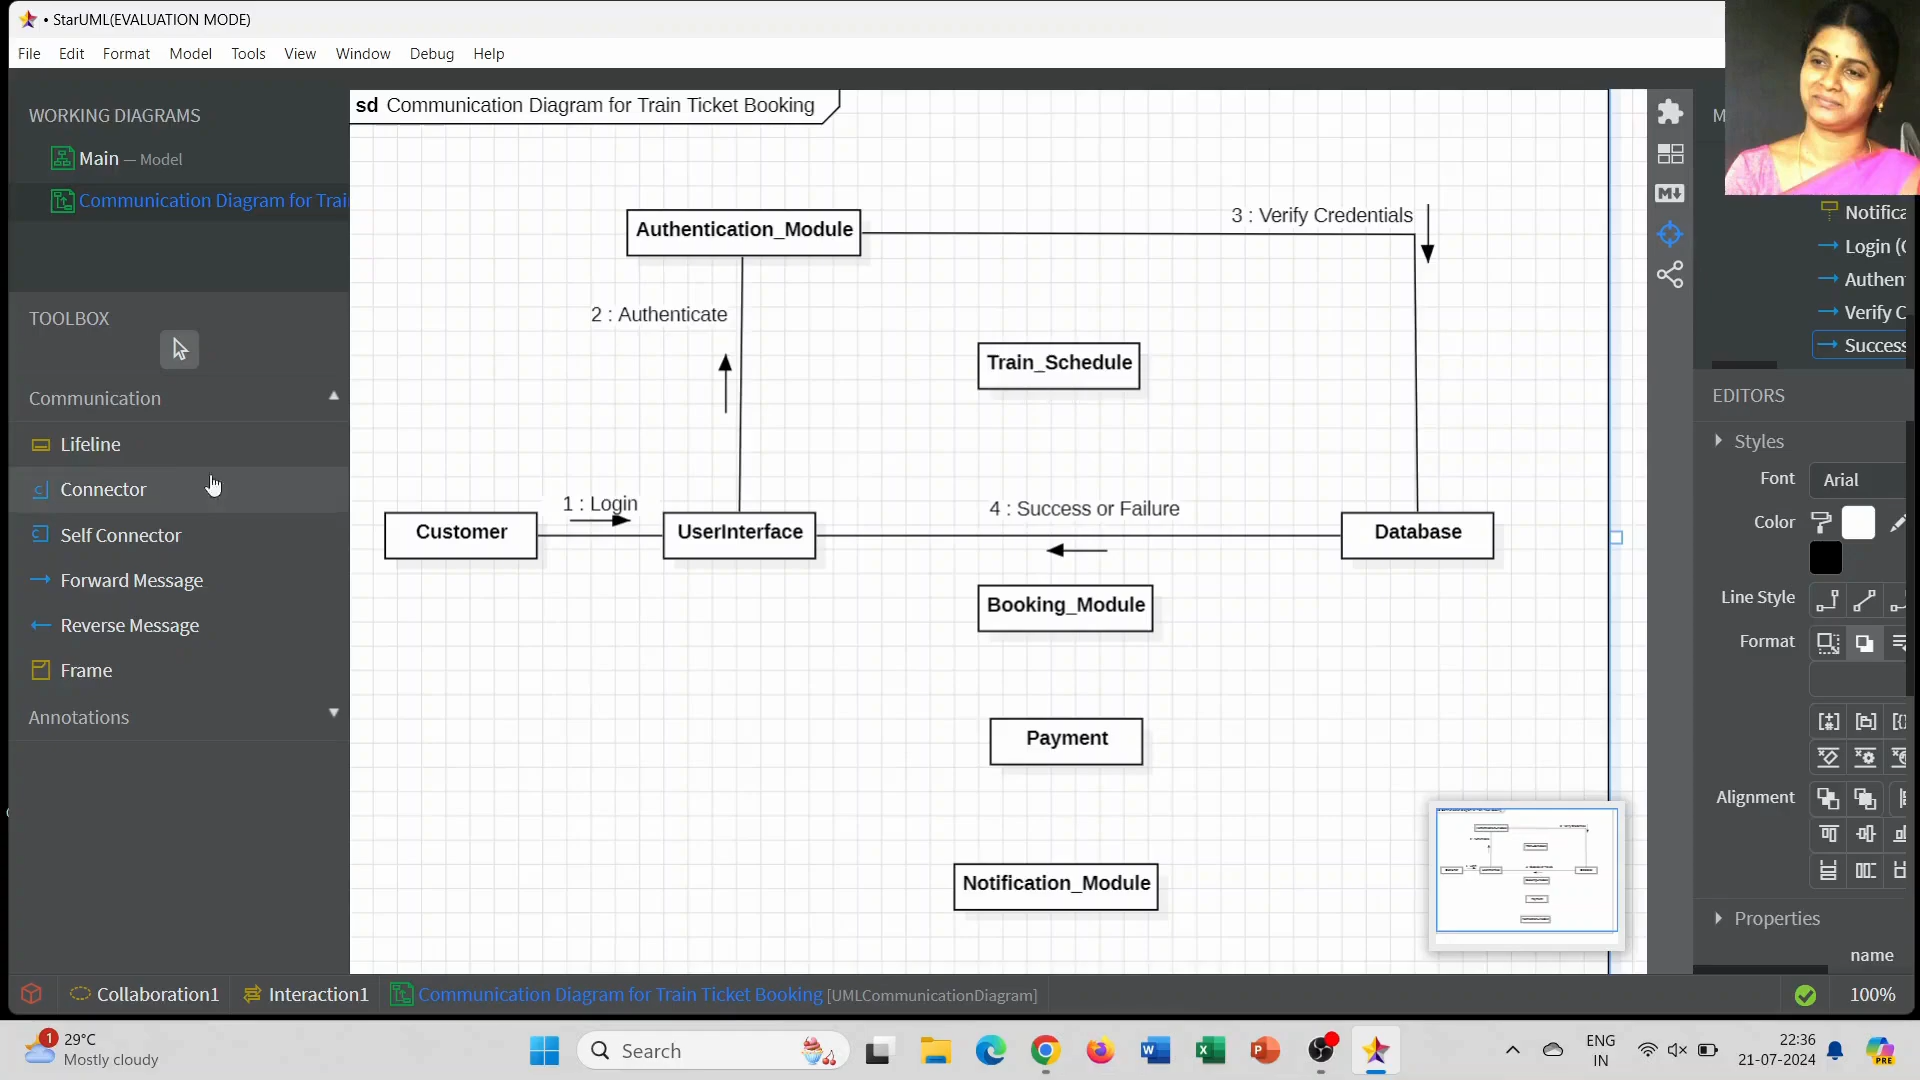 • StarUML(EVALUATION MODE)
File Edit Format Model Tools View Window Debug Help
WORKING DIAGRAMS
Main — Model
Communication Diagram for Trai
TOOLBOX
Communication
Lifeline
Connector
Self Connector
Forward Message
Reverse Message
Frame
Annotations
sd Communication Diagram for Train Ticket Booking
Authentication_Module
3 : Verify Credentials
2 : Authenticate
Train_Schedule
1 : Login
4 : Success or Failure
Customer
UserInterface
Database
Booking_Module
Payment
Notification_Module
M
Notifica
Login (
Authen
Verify C
Success
EDITORS
Styles
Font Arial
Color
Line Style
Format
Alignment
Properties
name
Collaboration1 Interaction1 Communication Diagram for Train Ticket Booking [UMLCommunicationDiagram]
100%
1
29°C
Mostly cloudy
Search
ENG
IN
22:36
21-07-2024
PRE